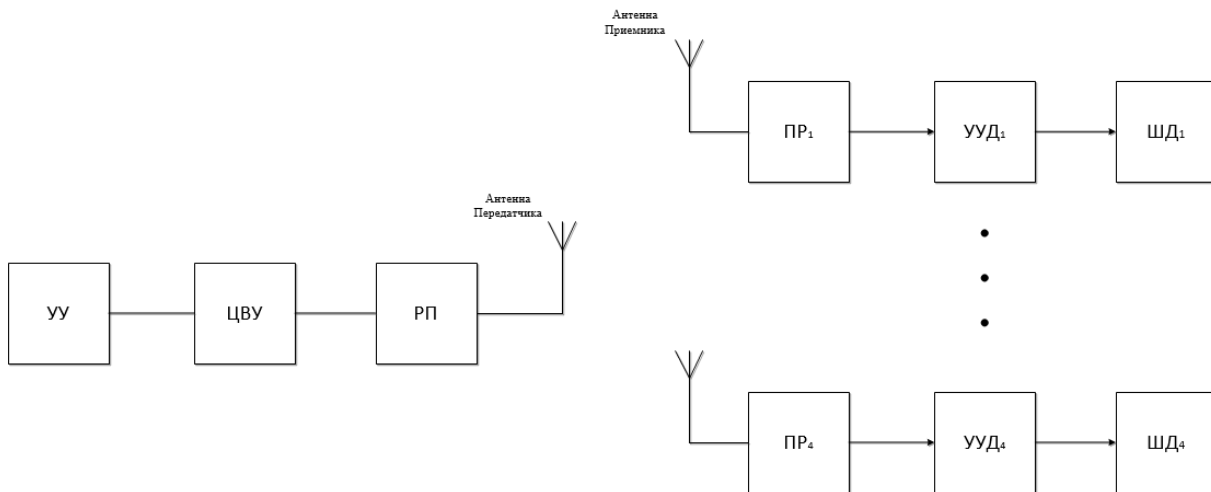 Антенна
Приемника
ПР₁
УУД₁
ШД₁
Антенна
Передатчика
УУ
ЦВУ
РП
ПР₄
УУД₄
ШД₄